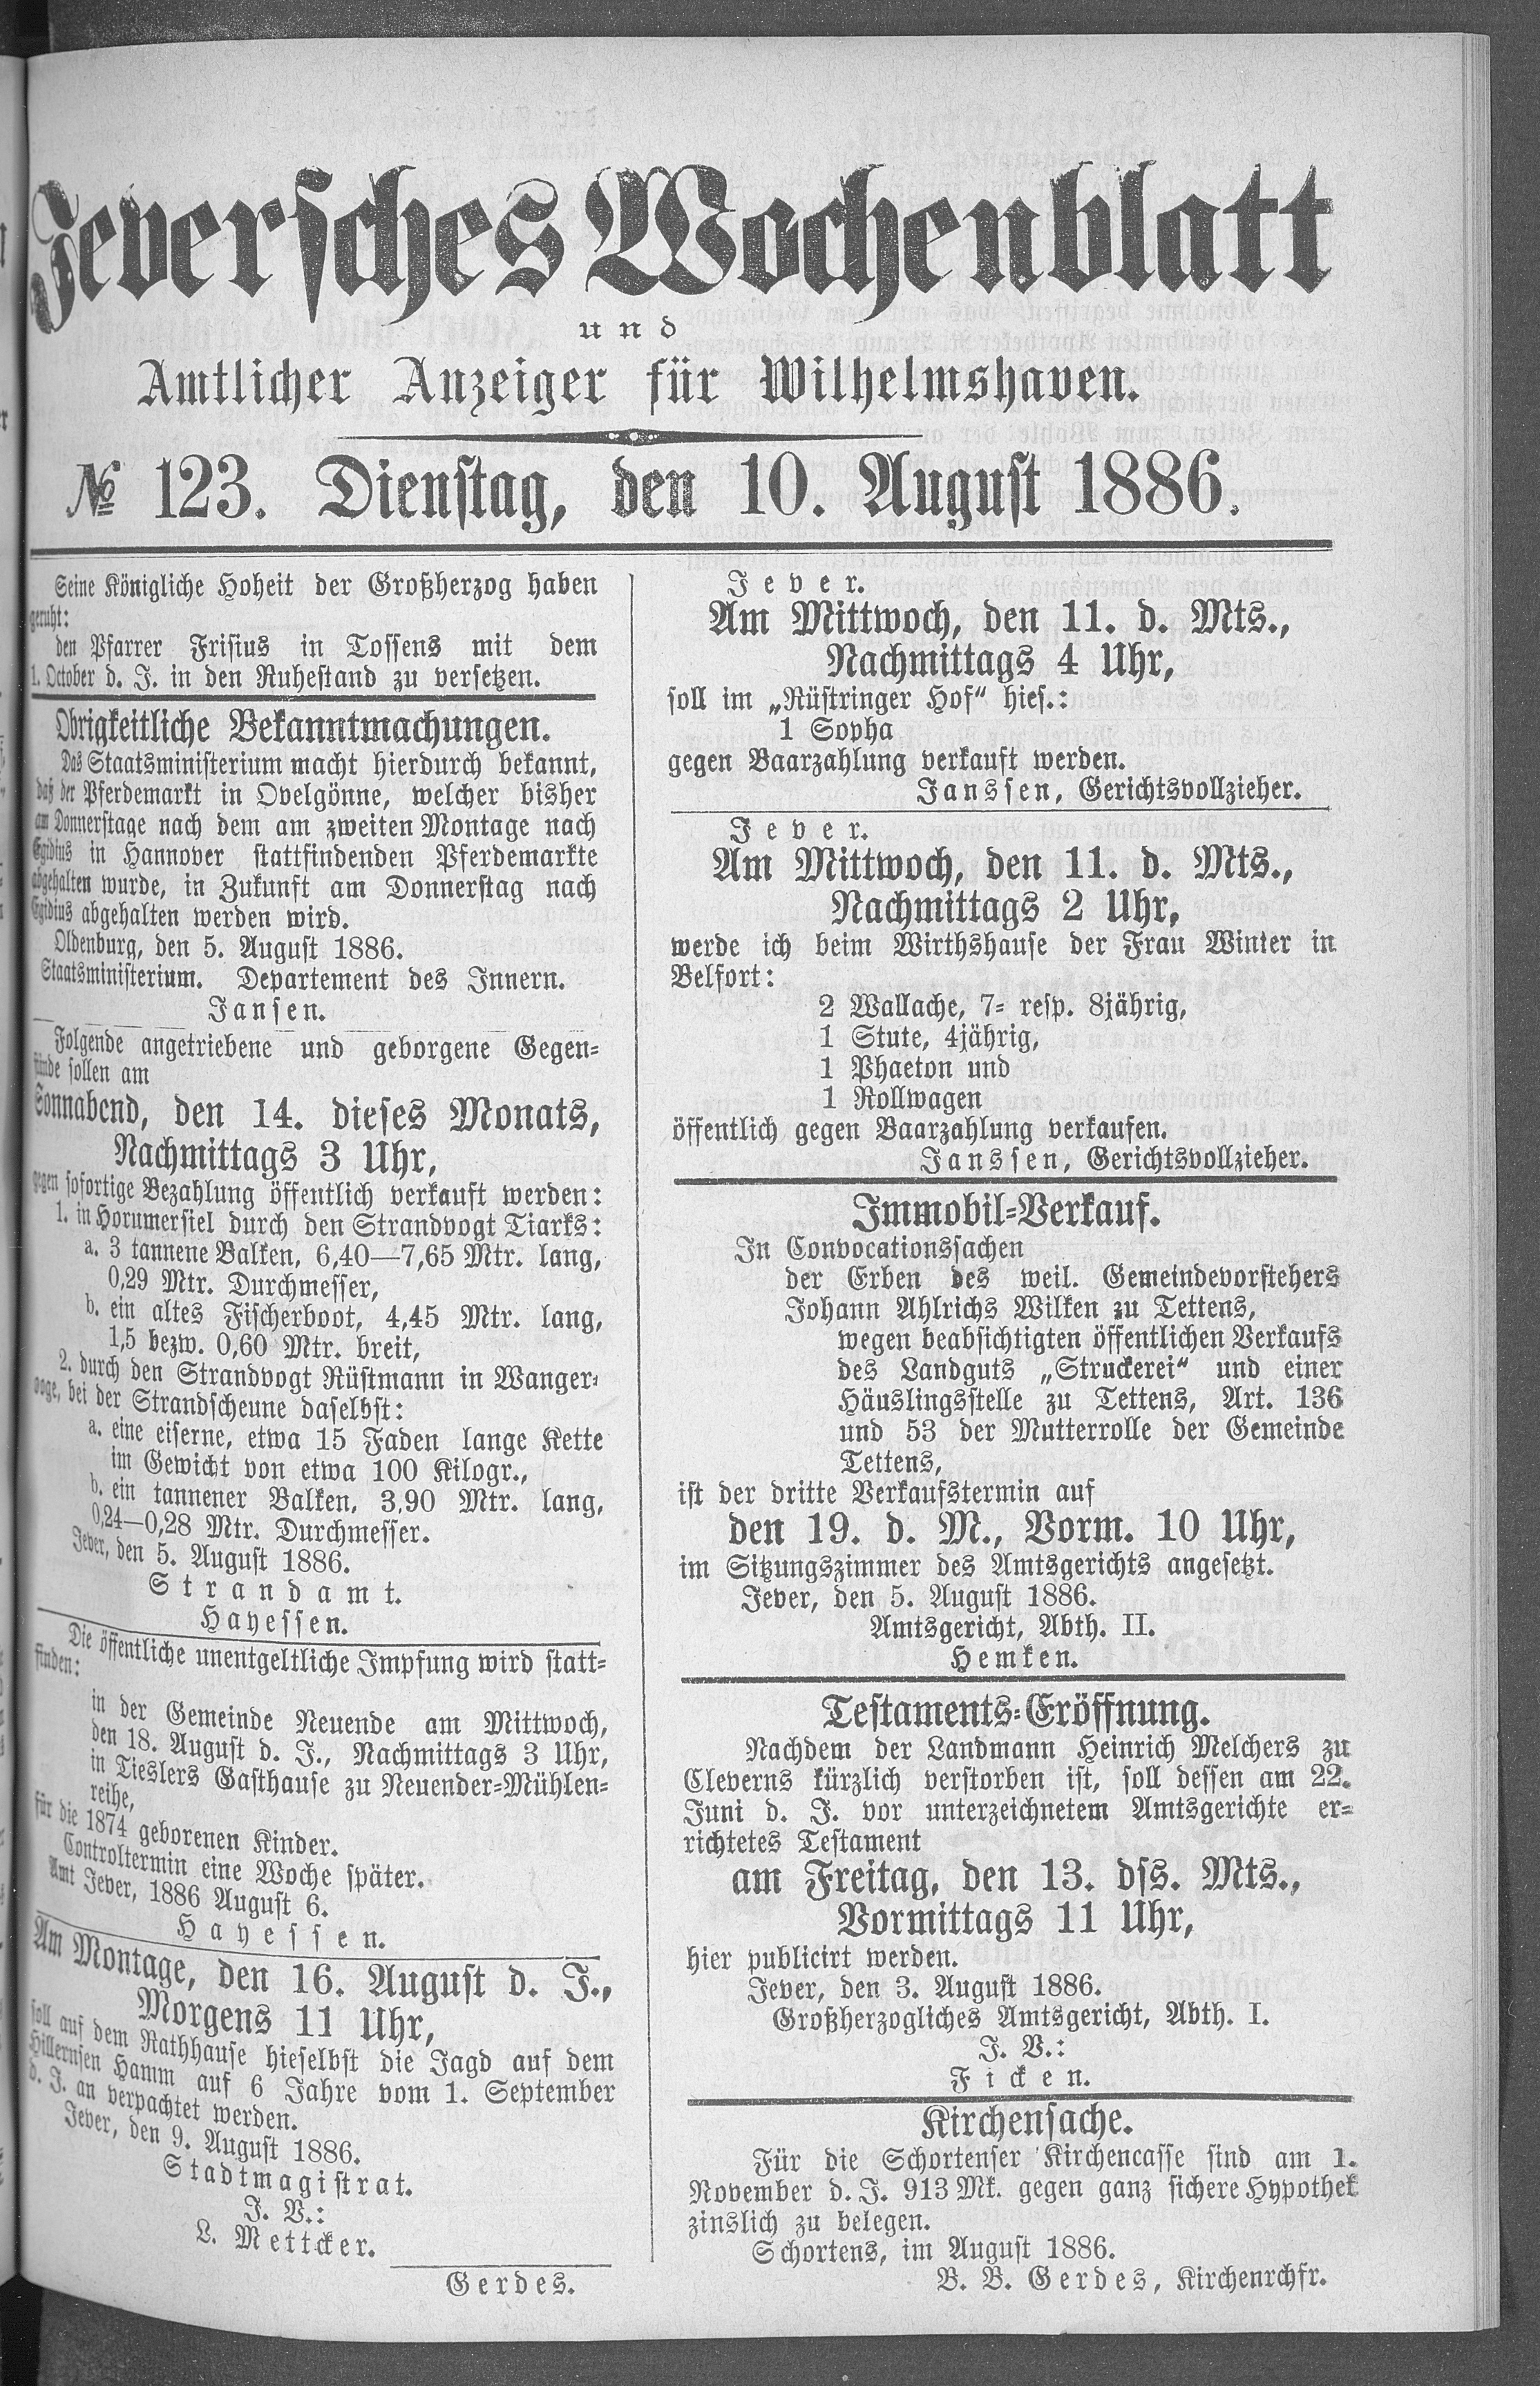 Jeversches Wochenblatt
und
Amtlicher Anzeiger für Wilhelmshaven.
№ 123. Dienstag, den 10. August 1886.
Seine Königliche Hoheit der Großherzog haben
geruht:
den Pfarrer Frisius in Tossens mit dem
1. October d. J. in den Ruhestand zu versetzen.
Obrigkeitliche Bekanntmachungen.
Das Staatsministerium macht hierdurch bekannt,
daß der Pferdemarkt in Ovelgönne, welcher bisher
am Donnerstage nach dem am zweiten Montage nach
Egidius in Hannover stattfindenden Pferdemarkte
abgehalten wurde, in Zukunft am Donnerstag nach
Egidius abgehalten werden wird.
Oldenburg, den 5. August 1886.
Staatsministerium. Departement des Innern.
Jansen.
Folgende angetriebene und geborgene Gegen-
stände sollen am
Sonnabend, den 14. dieses Monats,
Nachmittags 3 Uhr,
gegen sofortige Bezahlung öffentlich verkauft werden:
1. in Horumersiel durch den Strandvogt Tiarks:
a. 3 tannene Balken, 6,40—7,65 Mtr. lang,
0,29 Mtr. Durchmesser,
b. ein altes Fischerboot, 4,45 Mtr. lang,
1,5 bezw. 0,60 Mtr. breit,
2. durch den Strandvogt Rüstmann in Wanger-
ooge, bei der Strandscheune daselbst:
a. eine eiserne, etwa 15 Faden lange Kette
im Gewicht von etwa 100 Kilogr.,
b. ein tannener Balken, 3,90 Mtr. lang,
0,24—0,28 Mtr. Durchmesser.
Jever, den 5. August 1886.
Strandamt.
Hayessen.
Die öffentliche unentgeltliche Impfung wird statt-
finden:
in der Gemeinde Neuende am Mittwoch,
den 18. August d. J., Nachmittags 3 Uhr,
in Tieslers Gasthause zu Neuender-Mühlen-
reihe,
für die 1874 geborenen Kinder.
Controltermin eine Woche später.
Amt Jever, 1886 August 6.
Hayessen.
Am Montage, den 16. August d. J.,
Morgens 11 Uhr,
soll auf dem Rathhause hieselbst die Jagd auf dem
Hillernsen Hamm auf 6 Jahre vom 1. September
d. J. an verpachtet werden.
Jever, den 9. August 1886.
Stadtmagistrat.
J. V.:
L. Mettcker.
Gerdes.
Jever.
Am Mittwoch, den 11. d. Mts.,
Nachmittags 4 Uhr,
soll im „Rüstringer Hof“ hies.:
1 Sopha
gegen Baarzahlung verkauft werden.
Janssen, Gerichtsvollzieher.
Jever.
Am Mittwoch, den 11. d. Mts.,
Nachmittags 2 Uhr,
werde ich beim Wirthshause der Frau Winter in
Belfort:
2 Wallache, 7- resp. 8jährig,
1 Stute, 4jährig,
1 Phaeton und
1 Rollwagen
öffentlich gegen Baarzahlung verkaufen.
Janssen, Gerichtsvollzieher.
Immobil-Verkauf.
In Convocationssachen
der Erben des weil. Gemeindevorstehers
Johann Ahlrichs Wilken zu Tettens,
wegen beabsichtigten öffentlichen Verkaufs
des Landguts „Struckerei“ und einer
Häuslingsstelle zu Tettens, Art. 136
und 53 der Mutterrolle der Gemeinde
Tettens,
ist der dritte Verkaufstermin auf
den 19. d. M., Vorm. 10 Uhr,
im Sitzungszimmer des Amtsgerichts angesetzt.
Jever, den 5. August 1886.
Amtsgericht, Abth. II.
Hemken.
Testaments-Eröffnung.
Nachdem der Landmann Heinrich Melchers zu
Cleverns kürzlich verstorben ist, soll dessen am 22.
Juni d. J. vor unterzeichnetem Amtsgerichte er-
richtetes Testament
am Freitag, den 13. dss. Mts.,
Vormittags 11 Uhr,
hier publicirt werden.
Jever, den 3. August 1886.
Großherzogliches Amtsgericht, Abth. I.
J. V.:
Ficken.
Kirchensache.
Für die Schortenser Kirchencasse sind am 1.
November d. J. 913 Mk. gegen ganz sichere Hypothek
zinslich zu belegen.
Schortens, im August 1886.
B. B. Gerdes, Kirchenrchfr.